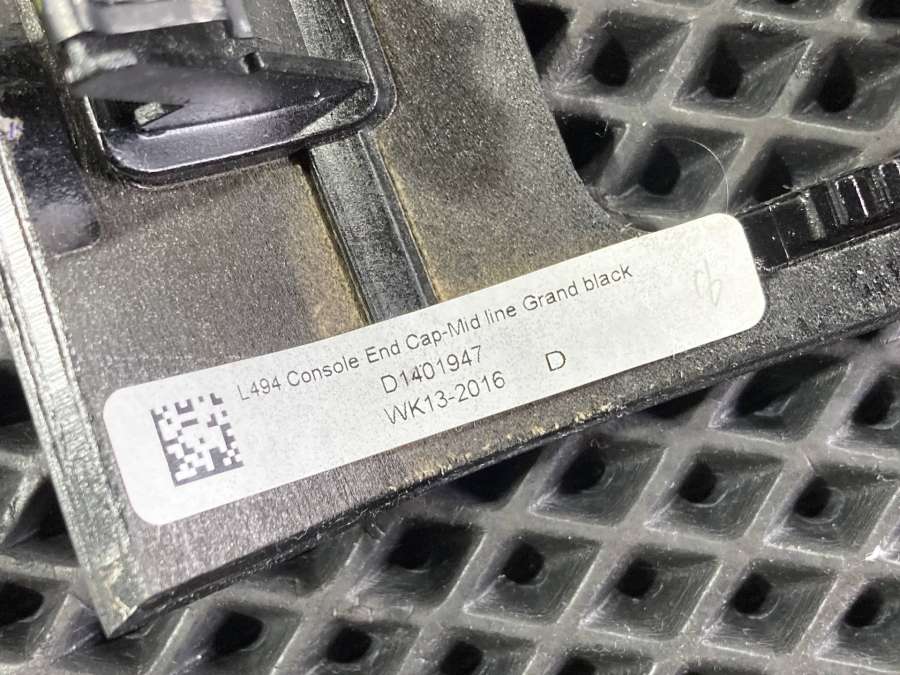 L494 Console End Cap-Mid line Grand black
D1401947
WK13-2016 D